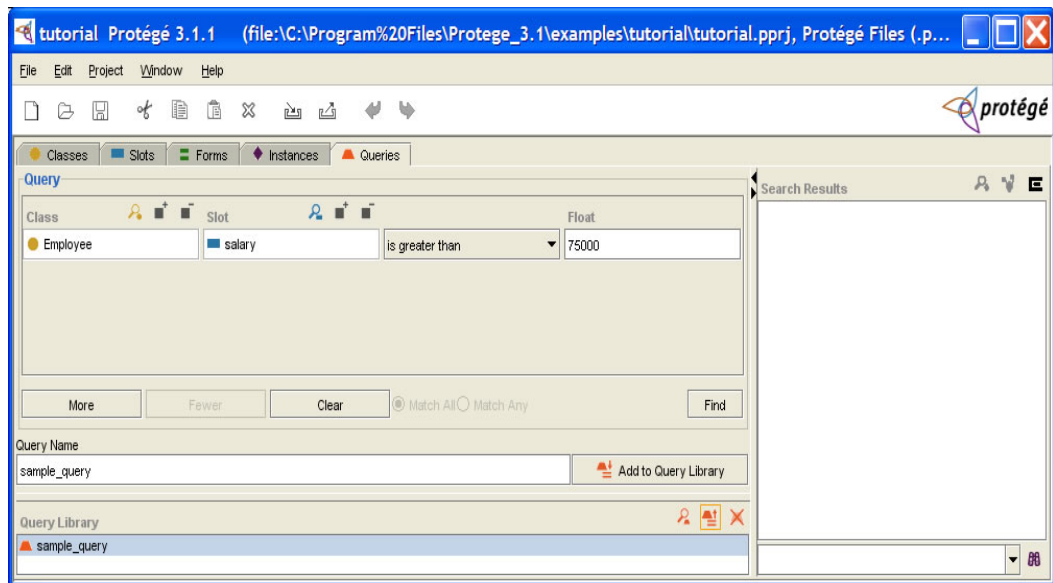 tutorial Protégé 3.1.1 (file:\C:\Program%20Files\Protege_3.1\examples\tutorial\tutorial.pprj, Protégé Files (.p...
File Edit Project Window Help
protégé
Classes Slots Forms Instances Queries
Query
Search Results
Class Slot Float
Employee salary is greater than 75000
More Fewer Clear Match All Match Any Find
Query Name
sample_query Add to Query Library
Query Library
sample_query